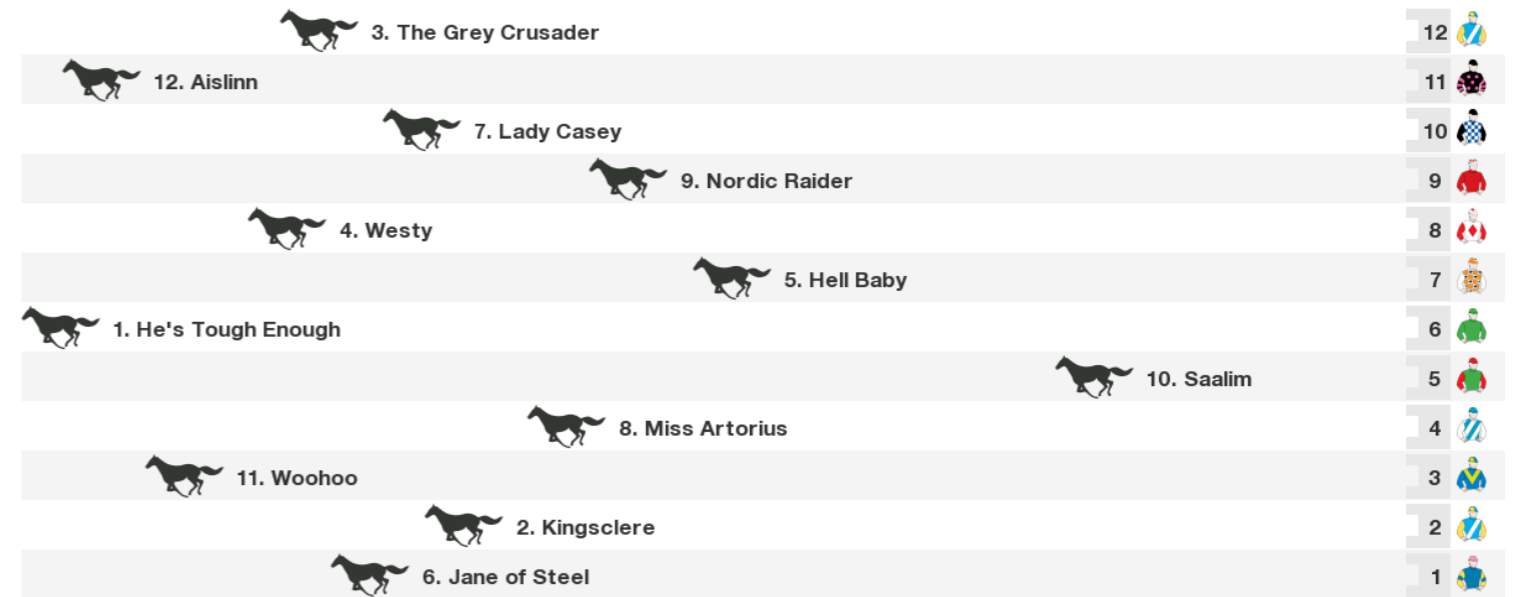 3. The Grey Crusader 12
12. Aislinn 11
7. Lady Casey 10
9. Nordic Raider 9
4. Westy 8
5. Hell Baby 7
1. He's Tough Enough 6
10. Saalim 5
8. Miss Artorius 4
11. Woohoo 3
2. Kingsclere 2
6. Jane of Steel 1